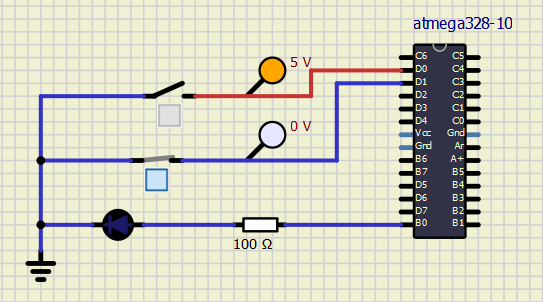 atmega328-10
5 V
0 V
100 Ω
C6 C5
D0 C4
D1 C3
D2 C2
D3 C1
D4 C0
Vcc Gnd
Gnd Ar
B6 A+
B7 B5
D5 B4
D6 B3
D7 B2
B0 B1